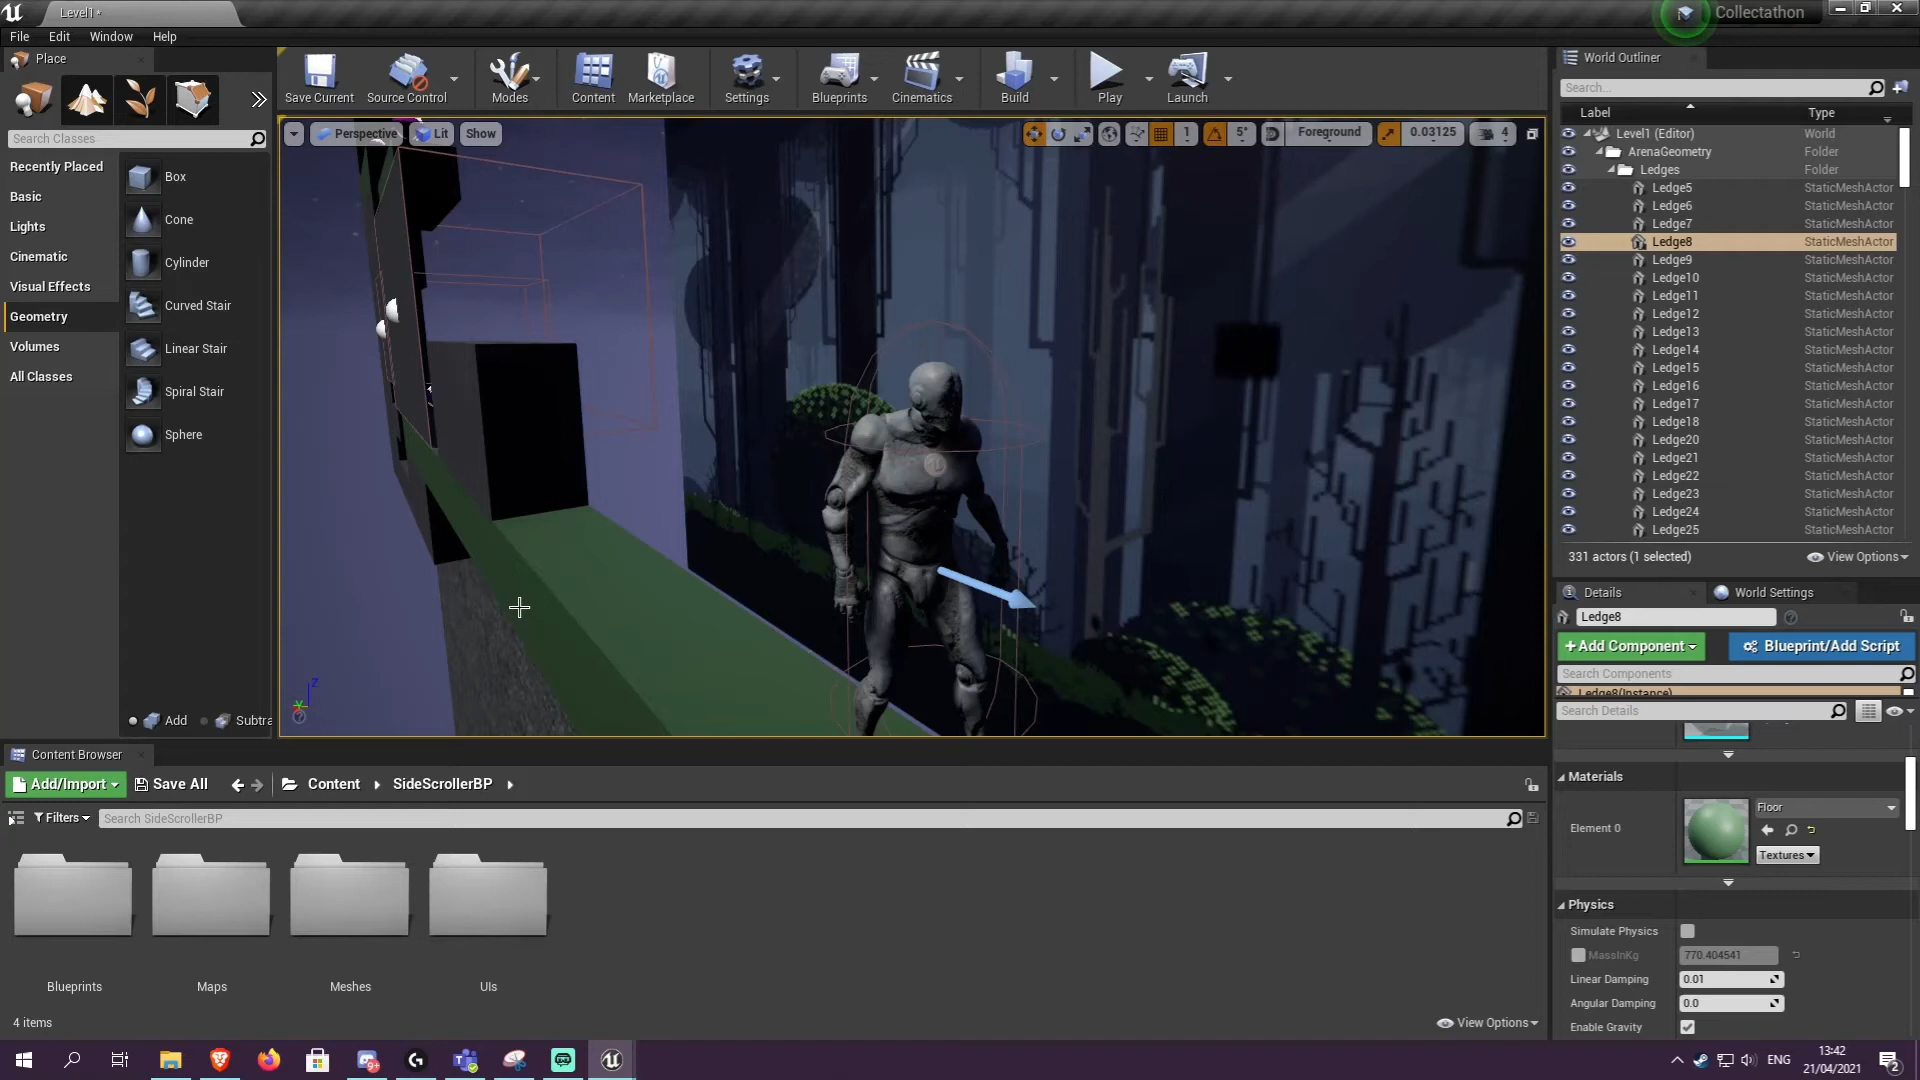 Level1*
Collectathon
File Edit Window Help
Place
Search Classes
Recently Placed
Basic
Lights
Cinematic
Visual Effects
Geometry
Volumes
All Classes
Box
Cone
Cylinder
Curved Stair
Linear Stair
Spiral Stair
Sphere
Add Subtra
Save Current Source Control Modes Content Marketplace Settings Blueprints Cinematics Build Play Launch
Perspective Lit Show
1 5° Foreground 0.03125 4
Z
World Outliner
Search...
Label Type
Level1 (Editor) World
ArenaGeometry Folder
Ledges Folder
Ledge5 StaticMeshActor
Ledge6 StaticMeshActor
Ledge7 StaticMeshActor
Ledge8 StaticMeshActor
Ledge9 StaticMeshActor
Ledge10 StaticMeshActor
Ledge11 StaticMeshActor
Ledge12 StaticMeshActor
Ledge13 StaticMeshActor
Ledge14 StaticMeshActor
Ledge15 StaticMeshActor
Ledge16 StaticMeshActor
Ledge17 StaticMeshActor
Ledge18 StaticMeshActor
Ledge20 StaticMeshActor
Ledge21 StaticMeshActor
Ledge22 StaticMeshActor
Ledge23 StaticMeshActor
Ledge24 StaticMeshActor
Ledge25 StaticMeshActor
331 actors (1 selected) View Options
Details World Settings
Ledge8
+Add Component Blueprint/Add Script
Search Components
Ledge8(Instance)
Search Details
Materials
Element 0 Floor
Textures
Physics
Simulate Physics
MassInKg 770.404541
Linear Damping 0.01
Angular Damping 0.0
Enable Gravity
Content Browser
Add/Import Save All Content SideScrollerBP
Filters Search SideScrollerBP
Blueprints Maps Meshes UIs
4 items View Options
9+
ENG 13:42
21/04/2021 2